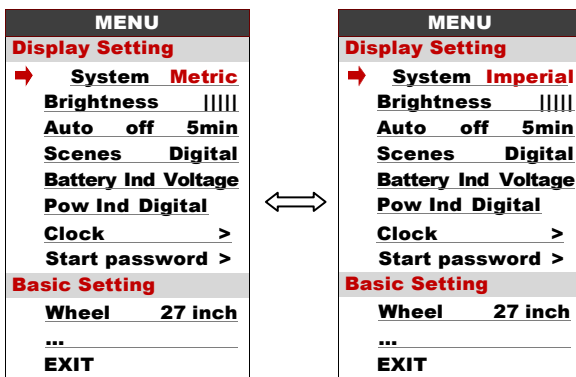 MENU
Display Setting
System Metric
Brightness |||||
Auto off 5min
Scenes Digital
Battery Ind Voltage
Pow Ind Digital
Clock >
Start password >
Basic Setting
Wheel 27 inch
...
EXIT
MENU
Display Setting
System Imperial
Brightness |||||
Auto off 5min
Scenes Digital
Battery Ind Voltage
Pow Ind Digital
Clock >
Start password >
Basic Setting
Wheel 27 inch
...
EXIT